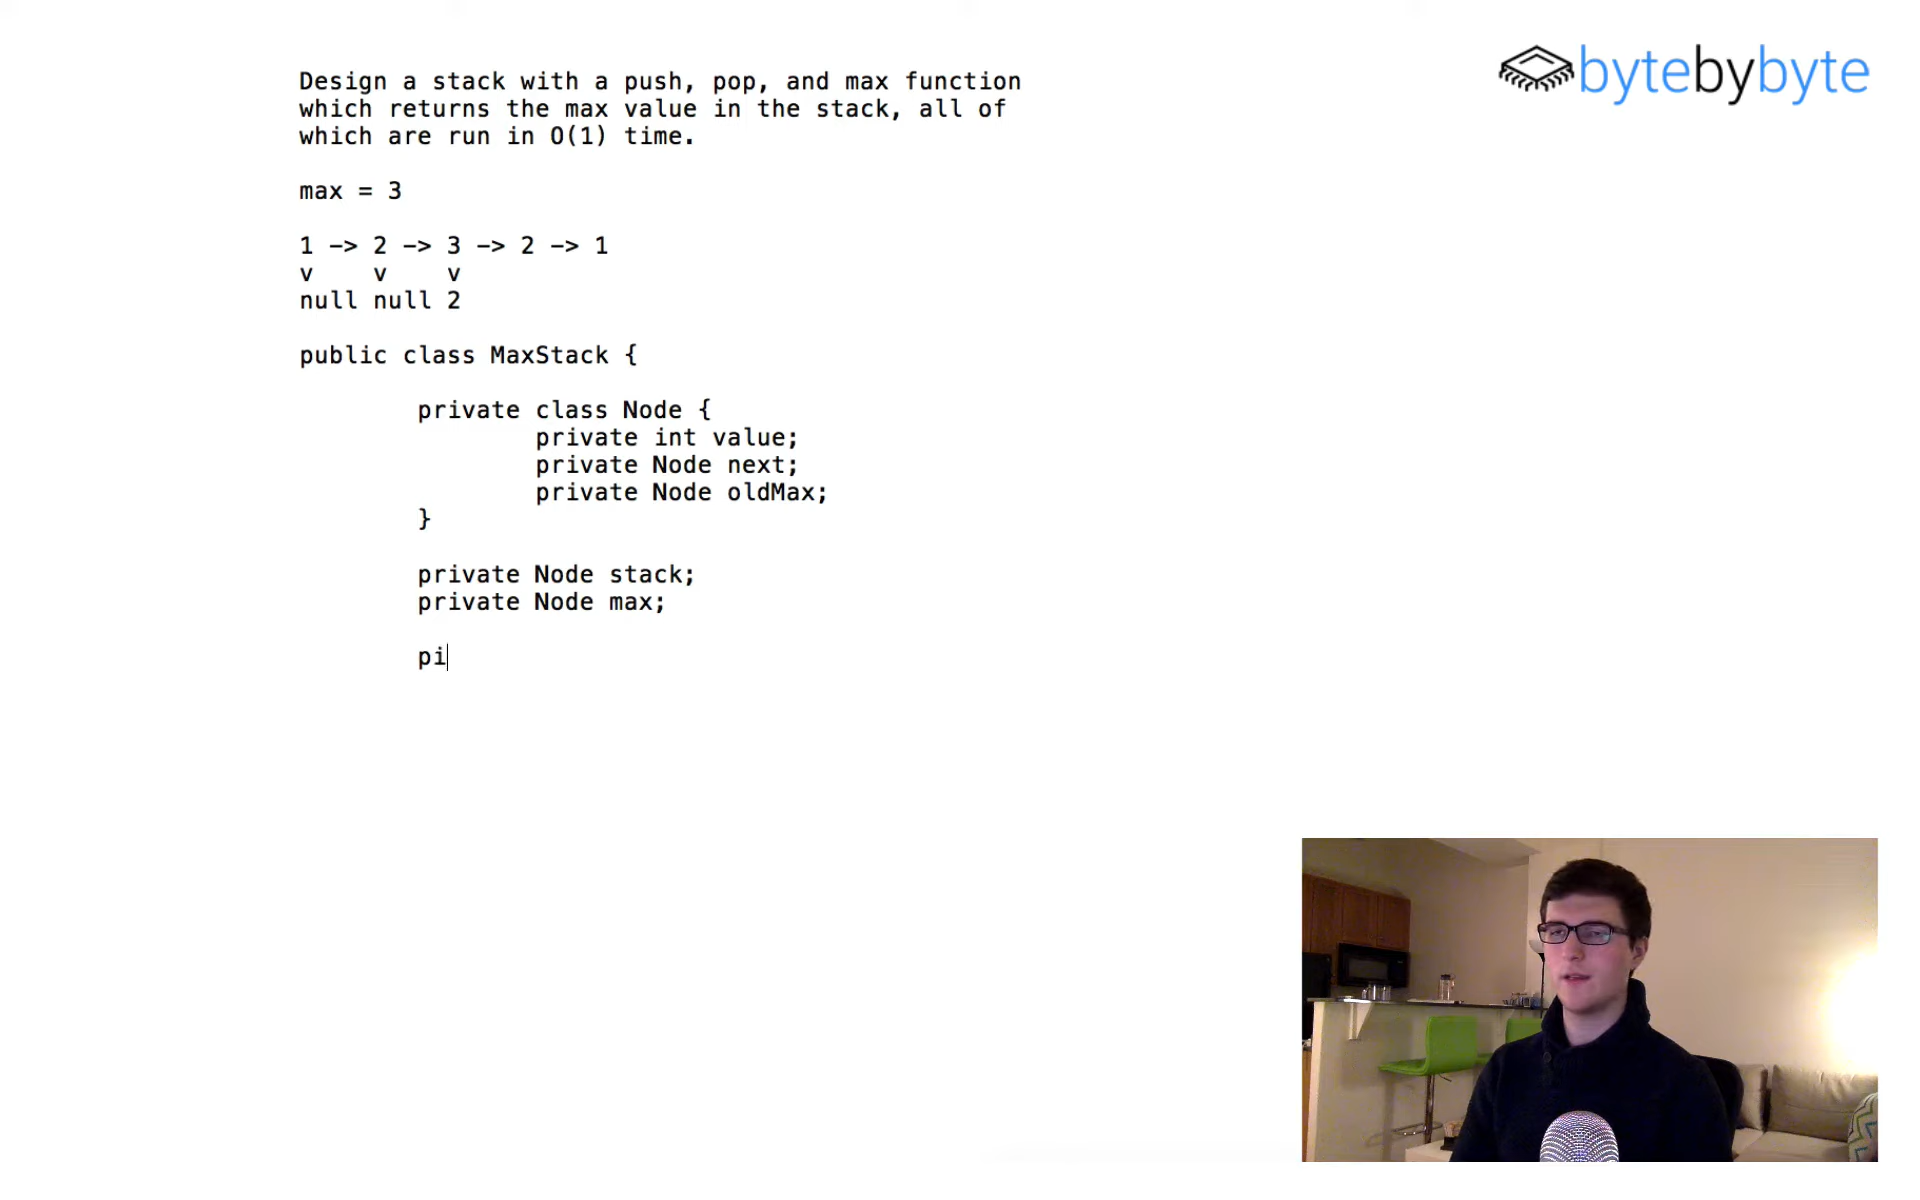 bytebybyte
Design a stack with a push, pop, and max function
which returns the max value in the stack, all of
which are run in O(1) time.
max = 3
1 -> 2 -> 3 -> 2 -> 1
v    v    v
null null 2
public class MaxStack {
private class Node {
private int value;
private Node next;
private Node oldMax;
}
private Node stack;
private Node max;
pi